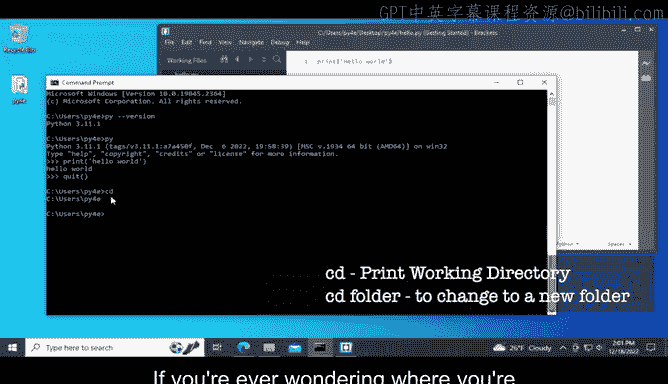 GPT中英字幕课程资源@bilibili.com
C:/Users/py4e/Desktop/py4e/hello.py (Getting Started) - Brackets
File Edit Find View Navigate Debug Help
Working Files
1 print('Hello world')
py4e
Command Prompt
Microsoft Windows [Version 10.0.19045.2364]
(c) Microsoft Corporation. All rights reserved.
C:\Users\py4e>py --version
Python 3.11.1
C:\Users\py4e>py
Python 3.11.1 (tags/v3.11.1:a7a450f, Dec 6 2022, 19:58:39) [MSC v.1934 64 bit (AMD64)] on win32
Type "help", "copyright", "credits" or "license" for more information.
>>> print('hello world')
hello world
>>> quit()
C:\Users\py4e>cd
C:\Users\py4e
C:\Users\py4e>
Python
Spaces
cd - Print Working Directory
cd folder - to change to a new folder
Type here to search
26°F Cloudy
2:01 PM
12/18/2022
If you're ever wondering where you're